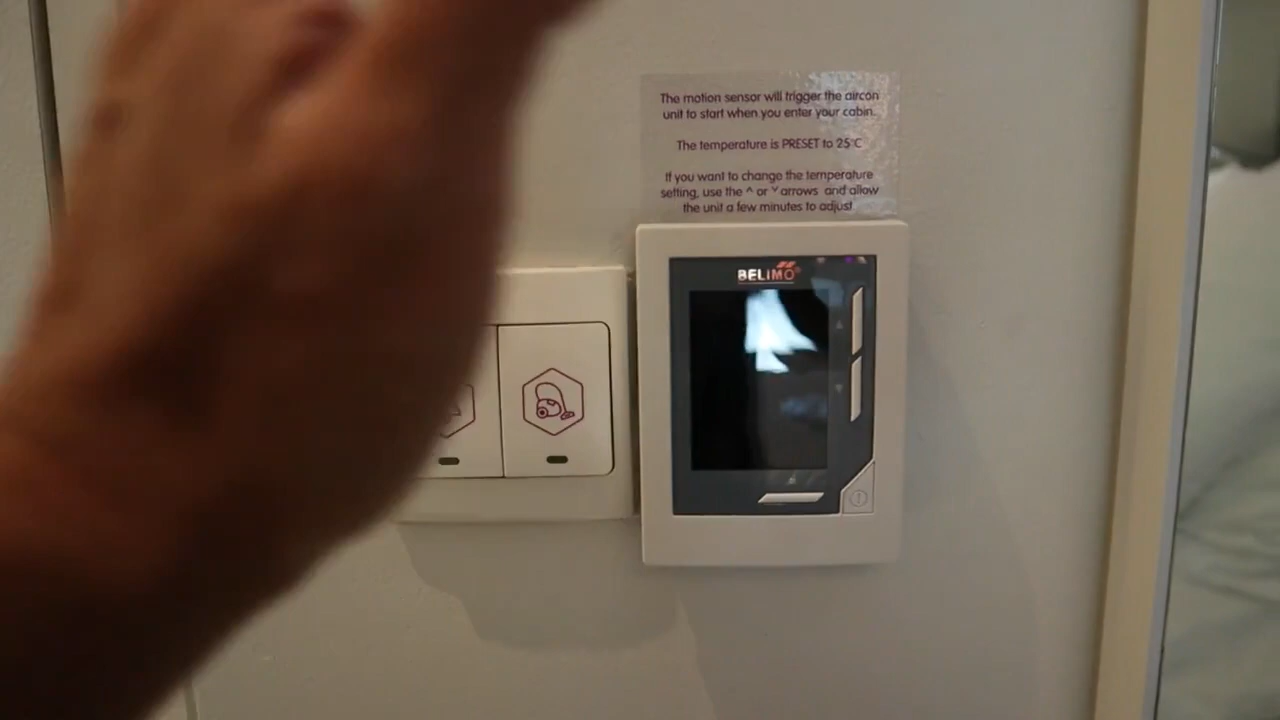 The motion sensor will trigger the aircon
unit to start when you enter your cabin.
The temperature is PRESET to 25°C
If you want to change the temperature
setting, use the ^ or ˅ arrows and allow
the unit a few minutes to adjust
BELIMO